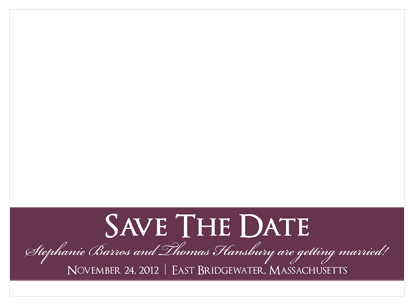 Save The Date
Stephanie Barros and Thomas Hansbury are getting married!
November 24, 2012 | East Bridgewater, Massachusetts